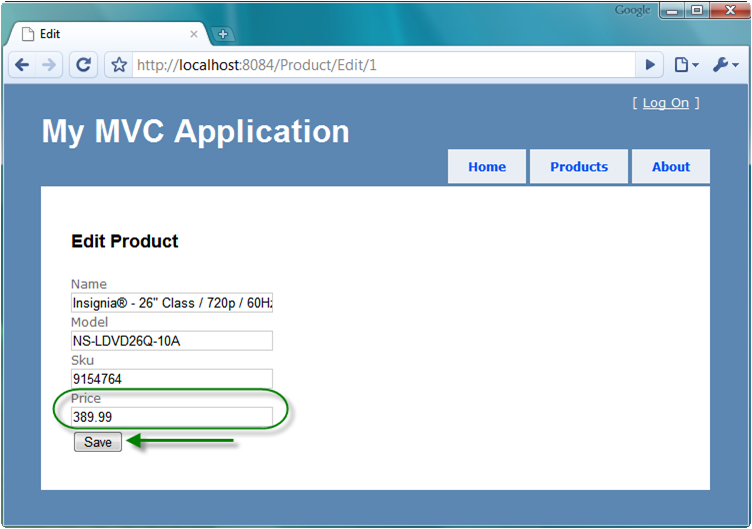 Google
Edit
http://localhost:8084/Product/Edit/1
[ Log On ]
My MVC Application
Home Products About
Edit Product
Name
Insignia® - 26" Class / 720p / 60Hz
Model
NS-LDVD26Q-10A
Sku
9154764
Price
389.99
Save